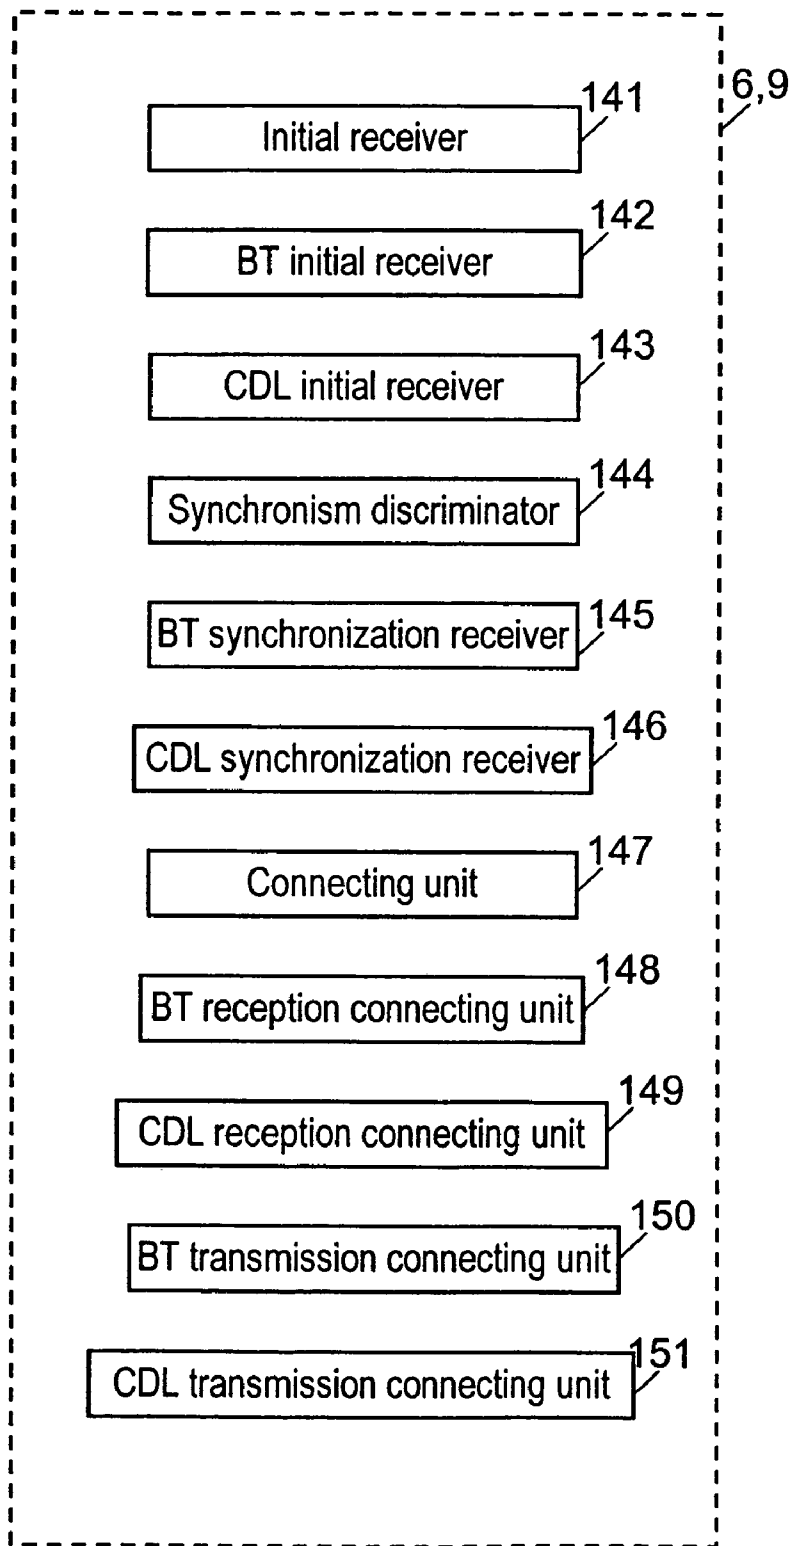 6,9
141
Initial receiver
142
BT initial receiver
143
CDL initial receiver
144
Synchronism discriminator
145
BT synchronization receiver
146
CDL synchronization receiver
147
Connecting unit
148
BT reception connecting unit
149
CDL reception connecting unit
150
BT transmission connecting unit
151
CDL transmission connecting unit